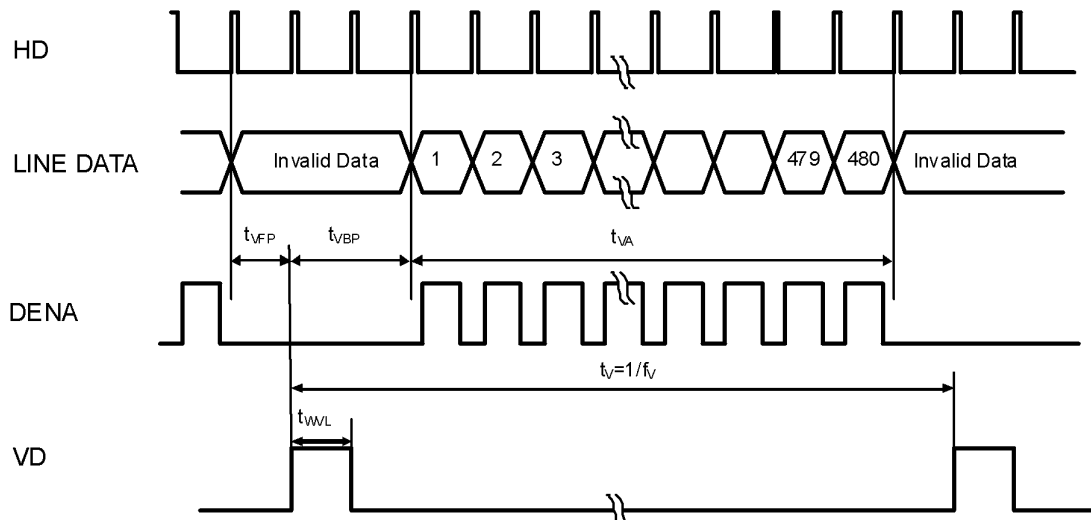 HD
LINE DATA
Invalid Data 1 2 3 479 480 Invalid Data
tVFP tVBP tVA
DENA
tV=1/fV
tWVL
VD